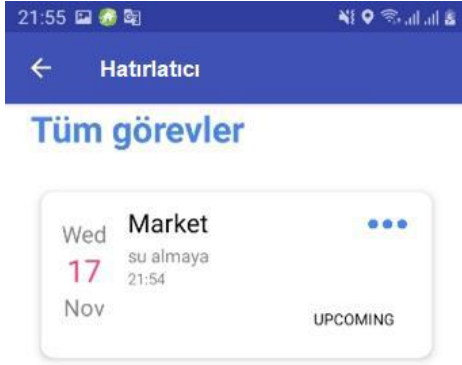 21:55
Hatırlatıcı
Tüm görevler
Wed
17
Nov
Market
su almaya
21:54
UPCOMING